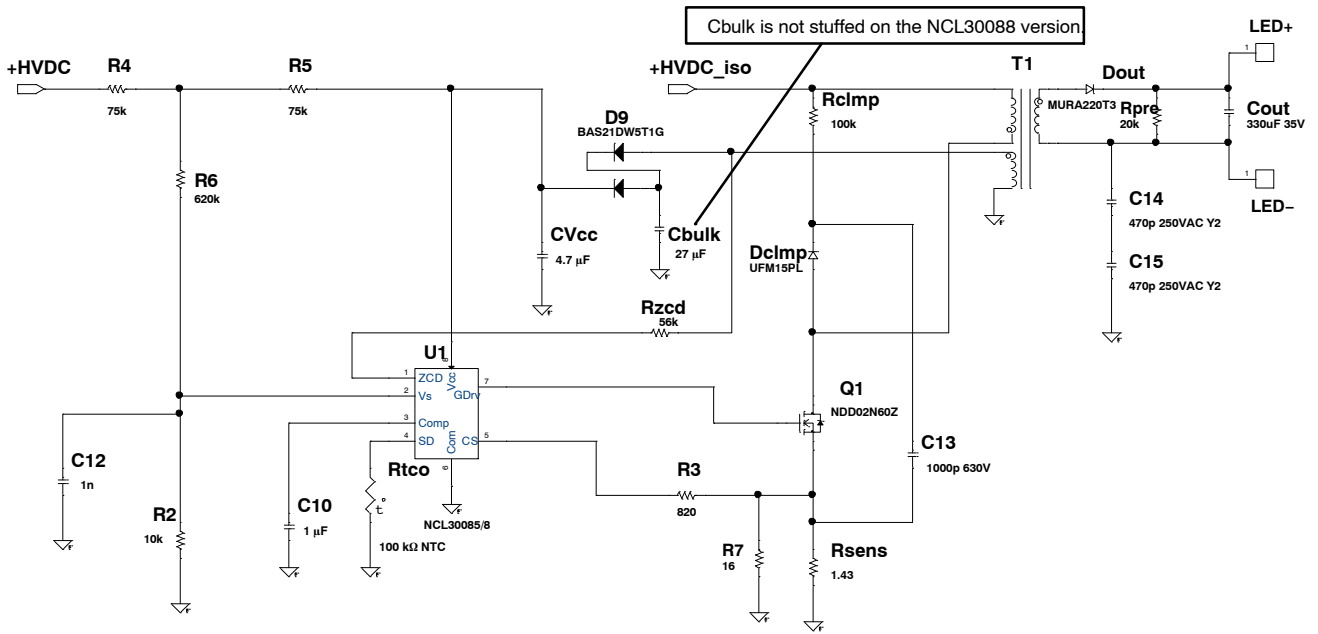 Cbulk is not stuffed on the NCL30088 version.
LED+
1
+HVDC
R4
75k
R5
75k
+HVDC_iso
T1
Rclmp
100k
Dout
MURA220T3
Rpre
20k
Cout
330uF 35V
D9
BAS21DW5T1G
R6
620k
1
LED−
CVcc
4.7 μF
Cbulk
27 μF
C14
470p 250VAC Y2
Dclmp
UFM15PL
C15
470p 250VAC Y2
Rzcd
56k
U1
8
1
ZCD
Vcc
7
GDrv
2
Vs
3
Comp
4
SD
Com
CS
5
6
Q1
NDD02N60Z
C13
1000p 630V
C12
1n
Rtco
t°
R3
820
R2
10k
C10
1 μF
NCL30085/8
100 kΩ NTC
R7
16
Rsens
1.43